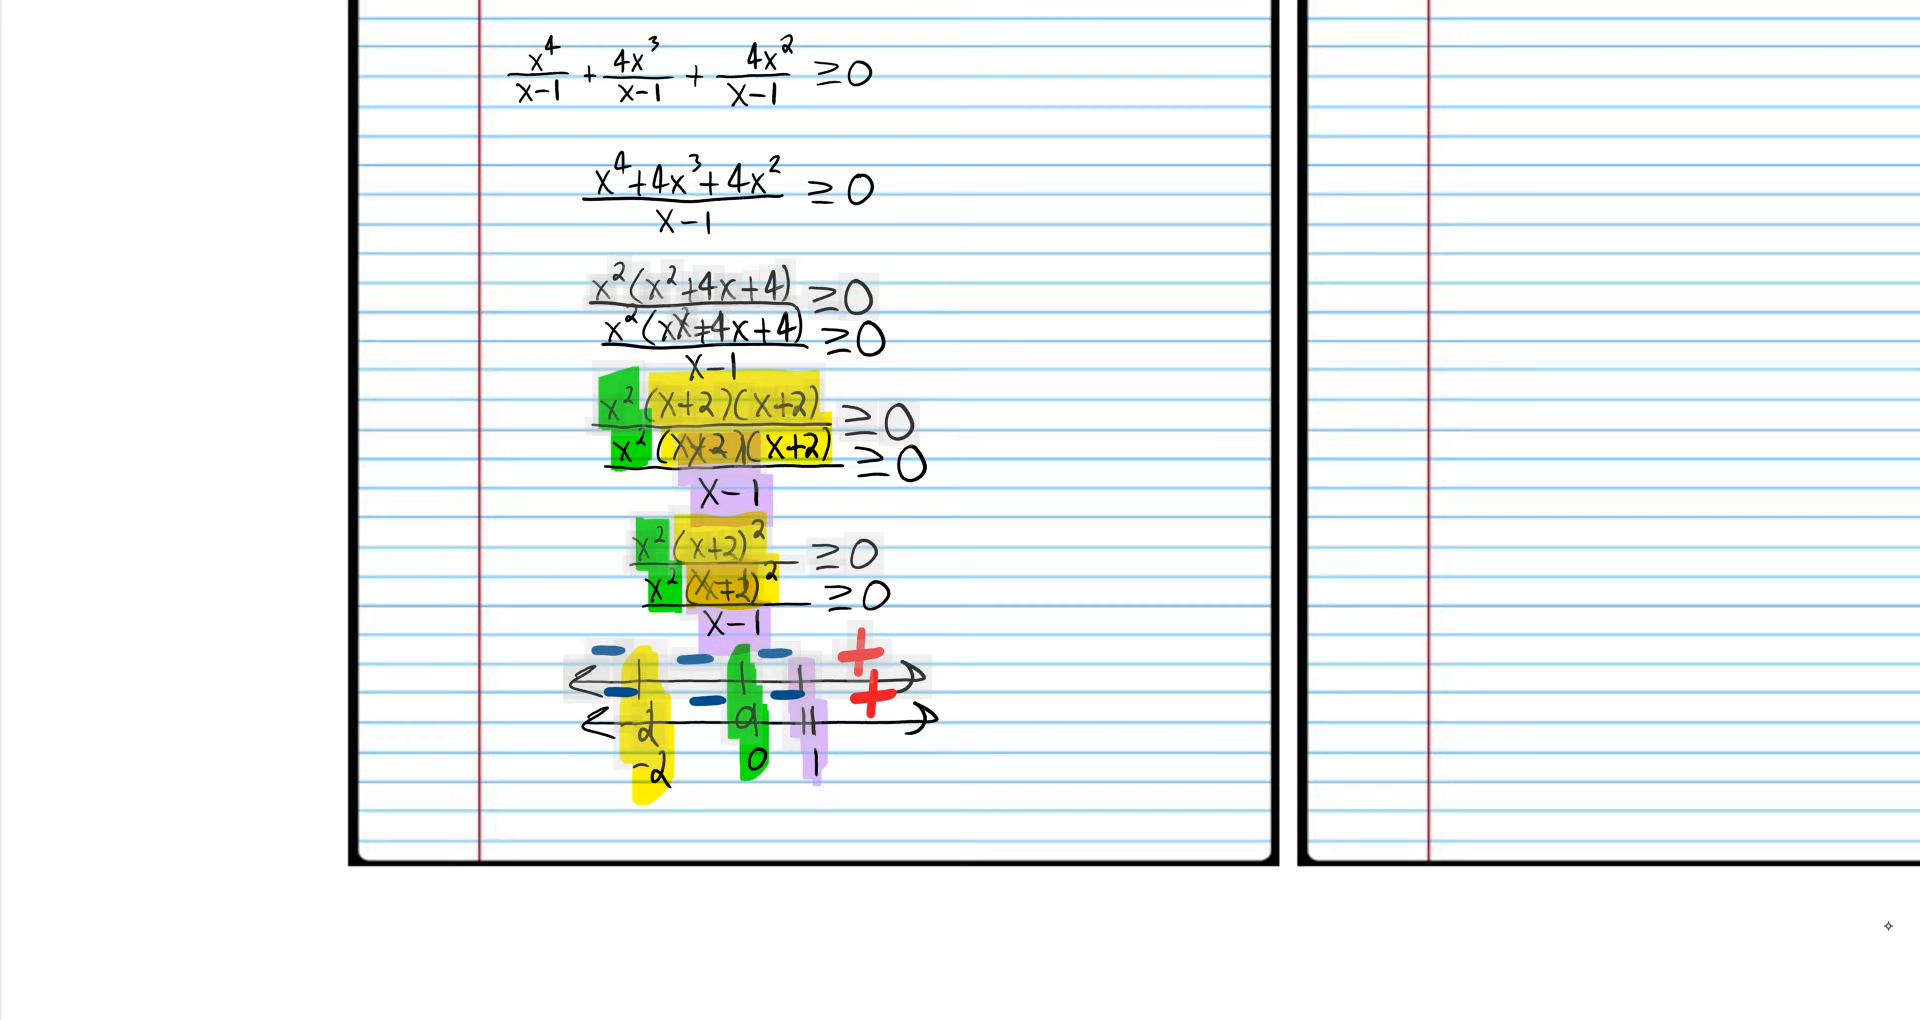 x⁴/(x-1) + 4x³/(x-1) + 4x²/(x-1) ≥ 0
(x⁴+4x³+4x²)/(x-1) ≥ 0
x²(x²+4x+4) ≥ 0
x²(x²+4x+4)/(x-1) ≥ 0
x²(x+2)(x+2) ≥ 0
x²(x+2)(x+2)/(x-1) ≥ 0
x²(x+2)² ≥ 0
x²(x+2)²/(x-1) ≥ 0
− − − +
− − − +
-2 0 1
-2 0 1